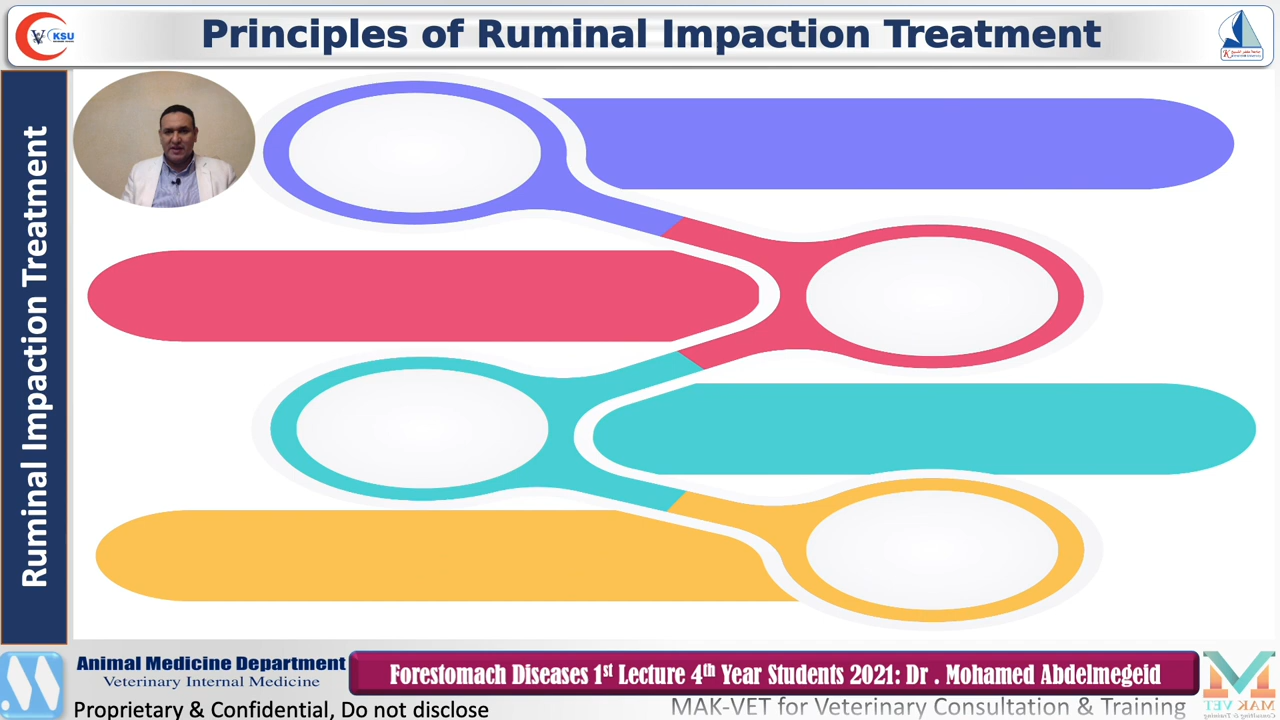 KSU
Principles of Ruminal Impaction Treatment
Ruminal Impaction Treatment
Animal Medicine Department
Veterinary Internal Medicine
Forestomach Diseases 1st Lecture 4th Year Students 2021: Dr . Mohamed Abdelmegeid
Proprietary & Confidential, Do not disclose
MAK-VET for Veterinary Consultation & Training
MAK VET